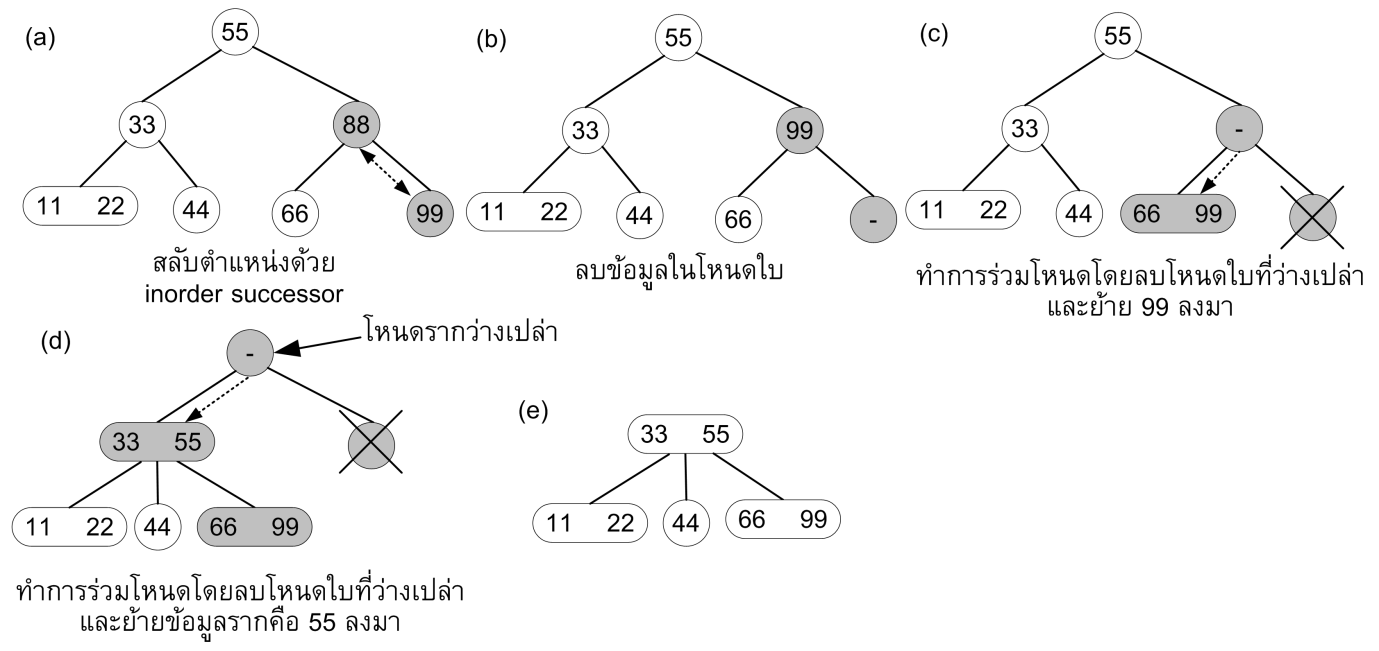 (a)
55
33 88
11 22 44 66 99
สลับตำแหน่งด้วย
inorder successor
(b)
55
33 99
11 22 44 66 -
ลบข้อมูลในโหนดใบ
(c)
55
33 -
11 22 44 66 99
ทำการร่วมโหนดโดยลบโหนดใบที่ว่างเปล่า
และย้าย 99 ลงมา
(d)
- โหนดรากว่างเปล่า
33 55
11 22 44 66 99
ทำการร่วมโหนดโดยลบโหนดใบที่ว่างเปล่า
และย้ายข้อมูลรากคือ 55 ลงมา
(e)
33 55
11 22 44 66 99